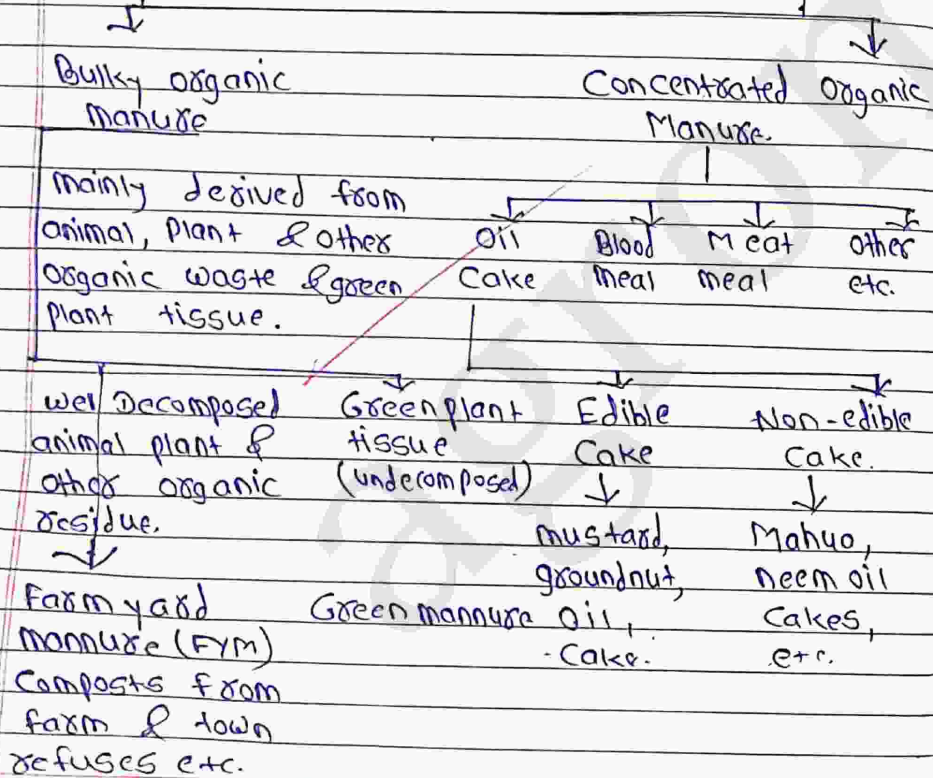 Bulky organic
manure
Concentrated Organic
Manure.
mainly derived from
animal, plant & other
organic waste & green
plant tissue.
Oil
Cake
Blood
meal
Meat
meal
other
etc.
Well Decomposed
animal plant &
other organic
residue.
Green plant
tissue
(undecomposed)
Edible
Cake
Non-edible
Cake.
Farmyard
mannure (FYM)
Composts from
farm & town
refuses etc.
Green mannure
mustard,
groundnut,
oil,
-Cake.
Mahuo,
neem oil
cakes,
etc.
agron